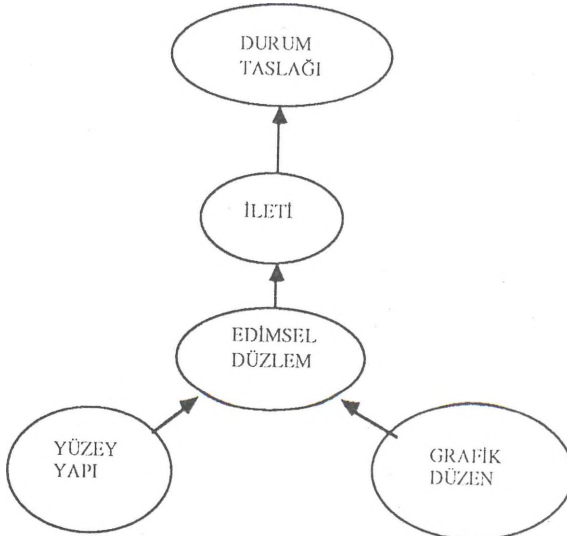 DURUM
TASLAĞI
İLETİ
EDİMSEL
DÜZLEM
YÜZEY
YAPI
GRAFİK
DÜZEN